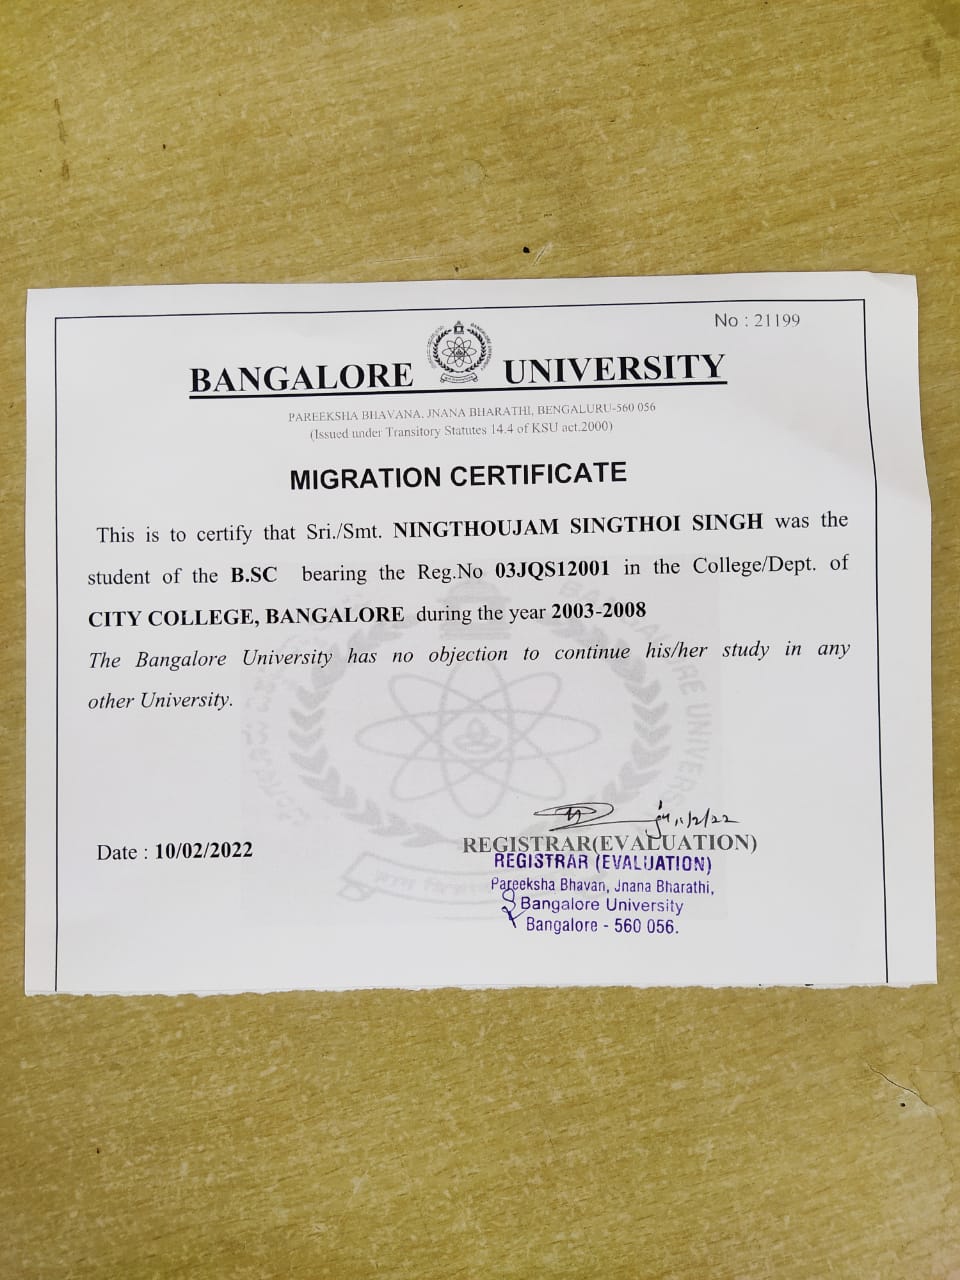 No : 21199
BANGALORE UNIVERSITY
PAREEKSHA BHAVANA, JNANA BHARATHI, BENGALURU-560 056
(Issued under Transitory Statutes 14.4 of KSU act.2000)
MIGRATION CERTIFICATE
This is to certify that Sri./Smt. NINGTHOUJAM SINGTHOI SINGH was the
student of the B.SC bearing the Reg.No 03JQS12001 in the College/Dept. of
CITY COLLEGE, BANGALORE during the year 2003-2008
The Bangalore University has no objection to continue his/her study in any
other University.
11/2/22
Date : 10/02/2022
REGISTRAR(EVALUATION)
REGISTRAR (EVALUATION)
Pareeksha Bhavan, Jnana Bharathi,
Bangalore University
Bangalore - 560 056.